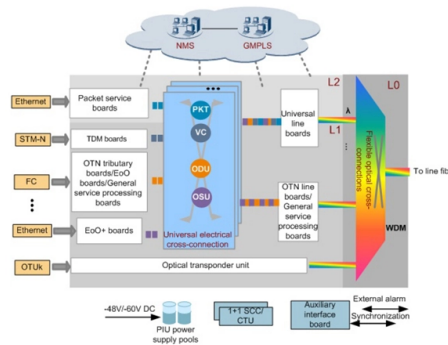 NMS
GMPLS
L2
L0
Ethernet
Packet service
boards
PKT
Universal
line
boards
λ
L1
STM-N
TDM boards
VC
...
Flexible optical cross-
connections
FC
OTN tributary
boards/EoO
boards/General
service processing
boards
ODU
To line fib
OSU
OTN line
boards/
General
service
processing
boards
Ethernet
EoO+ boards
Universal electrical
cross-connection
WDM
OTUk
Optical transponder unit
-48V/-60V DC
PIU power
supply pools
1+1 SCC/
CTU
Auxiliary
interface
board
External alarm
Synchronization